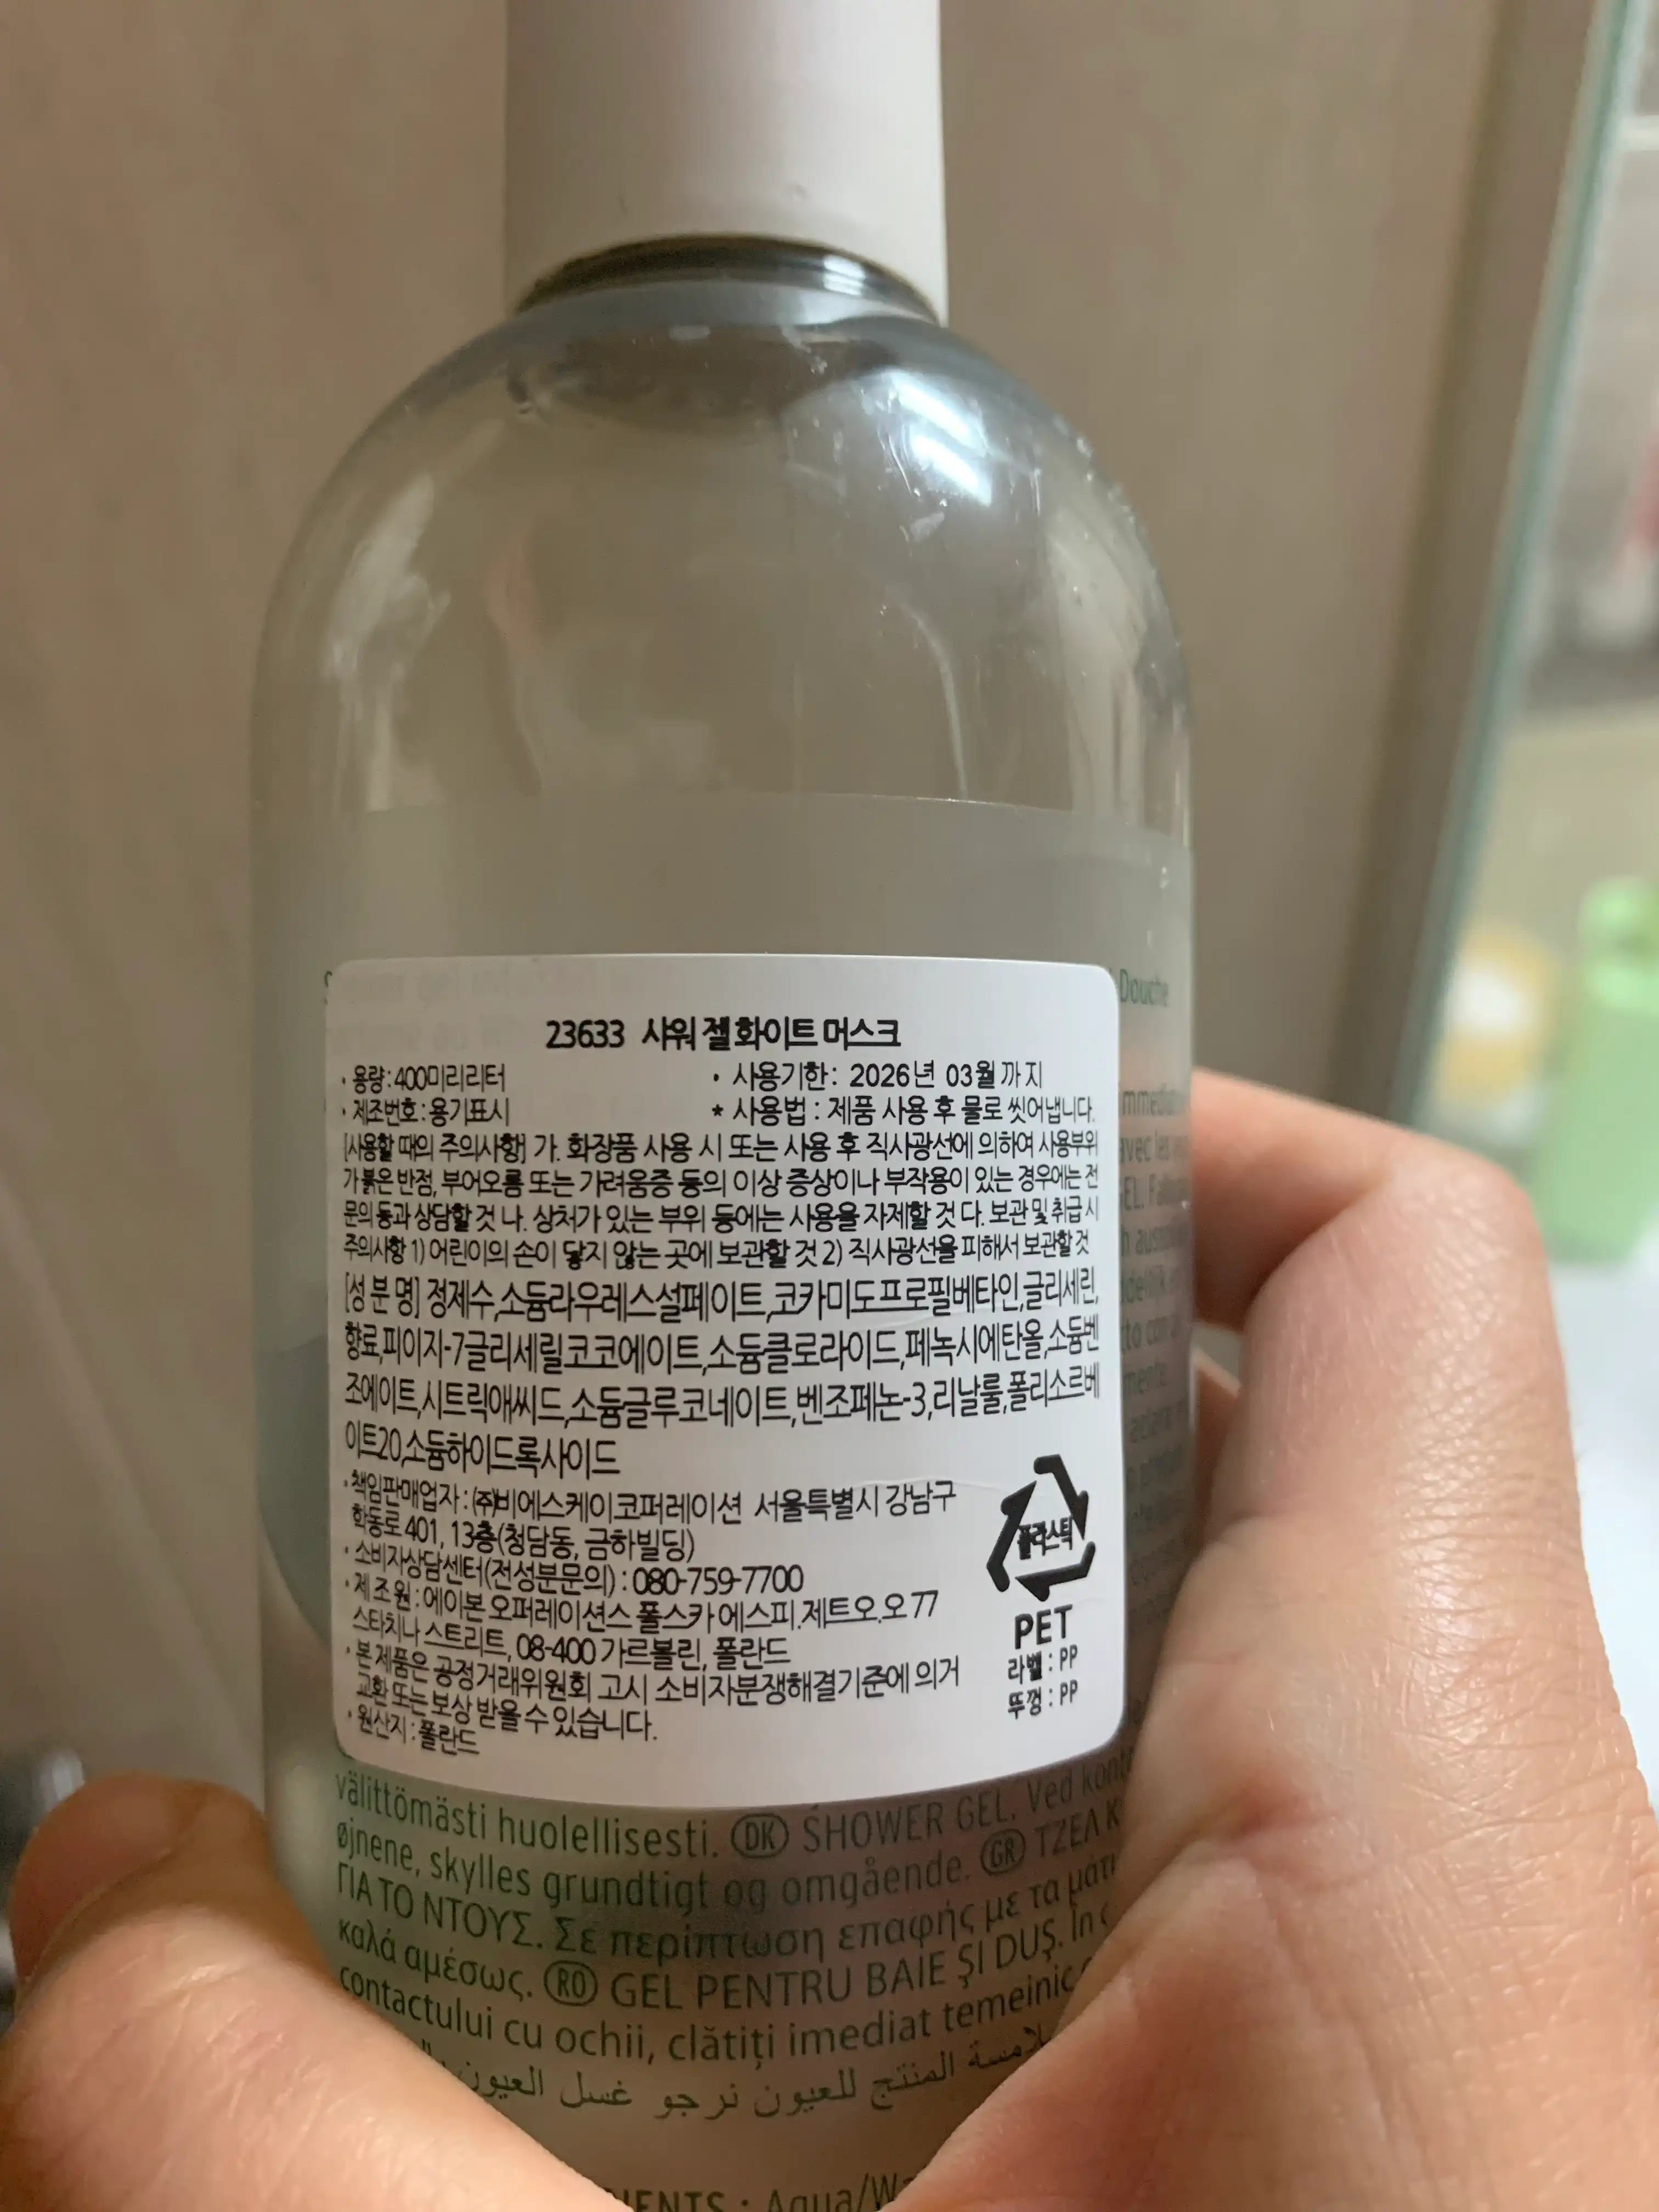 Douche
23633 샤워 젤 화이트 머스크
· 용량 : 400미리리터 · 사용기한 : 2026년 03월 까지
· 제조번호 : 용기표시 * 사용법 : 제품 사용 후 물로 씻어냅니다.
[사용할 때의 주의사항] 가. 화장품 사용 시 또는 사용 후 직사광선에 의하여 사용부위
가 붉은 반점, 부어오름 또는 가려움증 등의 이상 증상이나 부작용이 있는 경우에는 전
문의 등과 상담할 것 나. 상처가 있는 부위 등에는 사용을 자제할 것 다. 보관 및 취급 시
주의사항 1) 어린이의 손이 닿지 않는 곳에 보관할 것 2) 직사광선을 피해서 보관할 것
[성 분 명] 정제수,소듐라우레스설페이트,코카미도프로필베타인,글리세린,
향료,피이지-7글리세릴코코에이트,소듐클로라이드,페녹시에탄올,소듐벤
조에이트,시트릭애씨드,소듐글루코네이트,벤조페논-3,리날룰,폴리소르베
이트20,소듐하이드록사이드
· 책임판매업자 : (주)비에스케이코퍼레이션 서울특별시 강남구
학동로 401, 13층(청담동, 금하빌딩)
· 소비자상담센터(전성분문의) : 080-759-7700
· 제 조 원 : 에이본 오퍼레이션스 폴스카 에스피.제트오.오 77
스타치나 스트리트, 08-400 가르볼린, 폴란드
· 본 제품은 공정거래위원회 고시 소비자분쟁해결기준에 의거
교환 또는 보상 받을 수 있습니다.
· 원산지 : 폴란드
플라스틱
PET
라벨 : PP
뚜껑 : PP
välittömästi huolellisesti. DK SHOWER GEL. Ved
øjnene, skylles grundtigt og omgående. GR ΤΖΕΛ
ΓΙΑ ΤΟ ΝΤΟΥΣ. Σε περίπτωση επαφής με τα
καλά αμέσως. RO GEL PENTRU BAIE ȘI DUȘ. În
contactului cu ochii, clătiți imediat temeinic
المنتج للعيون نرجو غسل العيون
: Aqua/